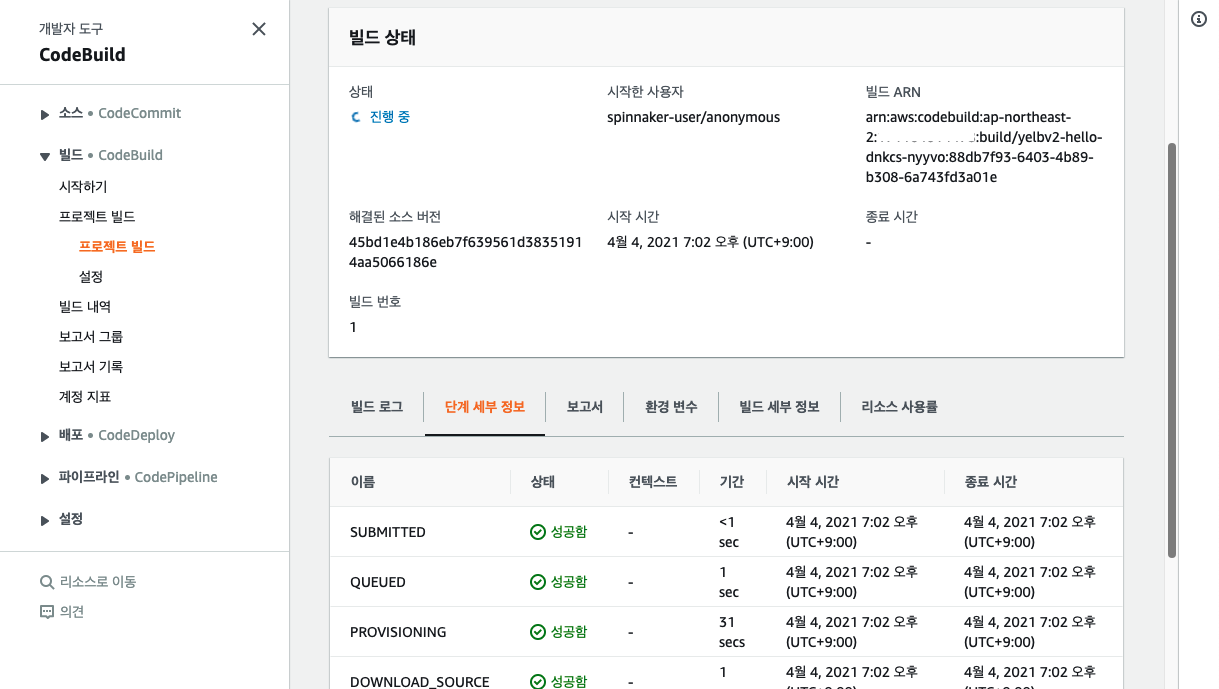 개발자 도구
CodeBuild
소스 • CodeCommit
빌드 • CodeBuild
시작하기
프로젝트 빌드
프로젝트 빌드
설정
빌드 내역
보고서 그룹
보고서 기록
계정 지표
배포 • CodeDeploy
파이프라인 • CodePipeline
설정
리소스로 이동
의견
빌드 상태
상태
진행 중
시작한 사용자
spinnaker-user/anonymous
빌드 ARN
arn:aws:codebuild:ap-northeast-
2: :build/yelbv2-hello-
dnkcs-nyyvo:88db7f93-6403-4b89-
b308-6a743fd3a01e
해결된 소스 버전
45bd1e4b186eb7f639561d3835191
4aa5066186e
시작 시간
4월 4, 2021 7:02 오후 (UTC+9:00)
종료 시간
-
빌드 번호
1
빌드 로그 단계 세부 정보 보고서 환경 변수 빌드 세부 정보 리소스 사용률
이름 상태 컨텍스트 기간 시작 시간 종료 시간
SUBMITTED 성공함 - <1 sec 4월 4, 2021 7:02 오후 (UTC+9:00) 4월 4, 2021 7:02 오후 (UTC+9:00)
QUEUED 성공함 - 1 sec 4월 4, 2021 7:02 오후 (UTC+9:00) 4월 4, 2021 7:02 오후 (UTC+9:00)
PROVISIONING 성공함 - 31 secs 4월 4, 2021 7:02 오후 (UTC+9:00) 4월 4, 2021 7:02 오후 (UTC+9:00)
DOWNLOAD_SOURCE 성공함 - 1 4월 4, 2021 7:02 오후 4월 4, 2021 7:02 오후